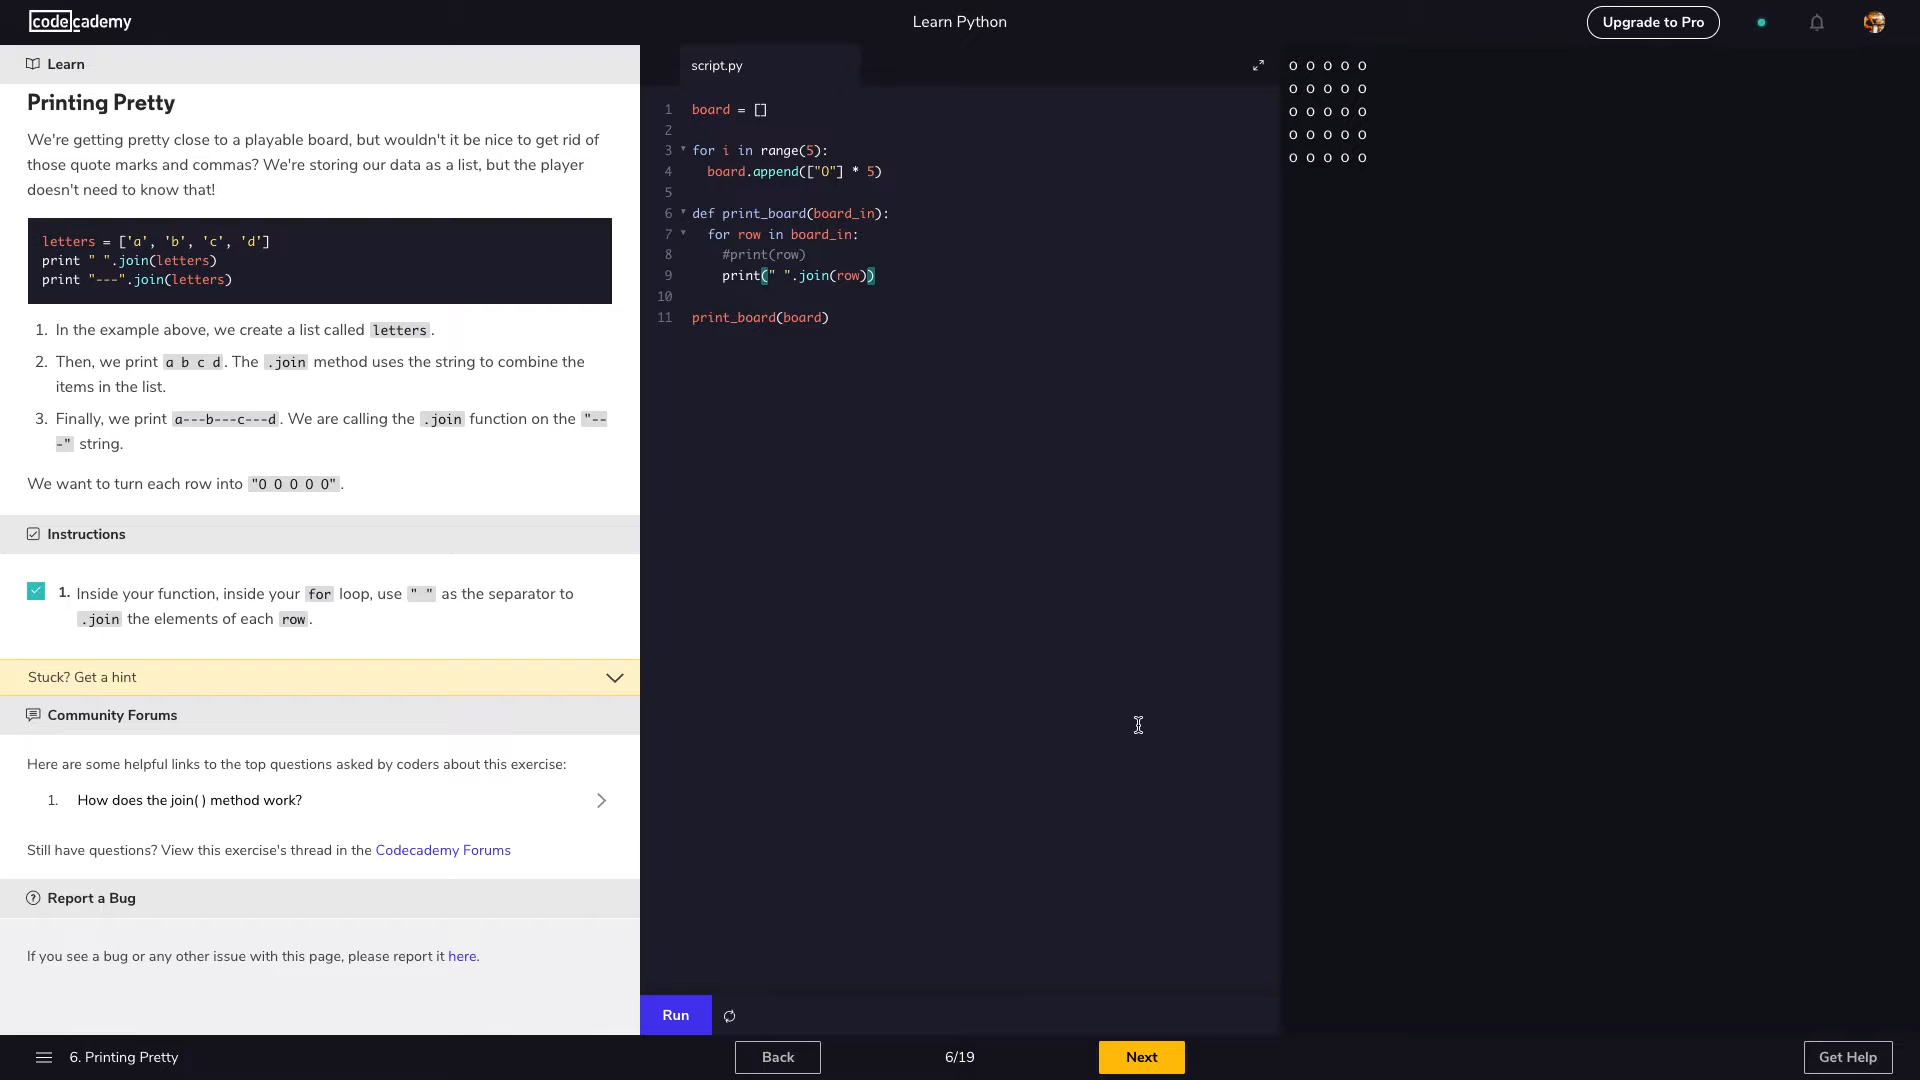 codecademy
Learn Python
Upgrade to Pro
Learn
Printing Pretty
We're getting pretty close to a playable board, but wouldn't it be nice to get rid of
those quote marks and commas? We're storing our data as a list, but the player
doesn't need to know that!
letters = ['a', 'b', 'c', 'd']
print " ".join(letters)
print "---".join(letters)
1. In the example above, we create a list called letters.
2. Then, we print a b c d. The .join method uses the string to combine the
items in the list.
3. Finally, we print a---b---c---d. We are calling the .join function on the "--
-" string.
We want to turn each row into "O O O O O".
Instructions
1. Inside your function, inside your for loop, use " " as the separator to
.join the elements of each row.
Stuck? Get a hint
Community Forums
Here are some helpful links to the top questions asked by coders about this exercise:
1. How does the join( ) method work?
Still have questions? View this exercise's thread in the Codecademy Forums
Report a Bug
If you see a bug or any other issue with this page, please report it here.
script.py
1 board = []
2
3 for i in range(5):
4 board.append(["O"] * 5)
5
6 def print_board(board_in):
7 for row in board_in:
8 #print(row)
9 print(" ".join(row))
10
11 print_board(board)
O O O O O
O O O O O
O O O O O
O O O O O
O O O O O
Run
6. Printing Pretty
Back
6/19
Next
Get Help